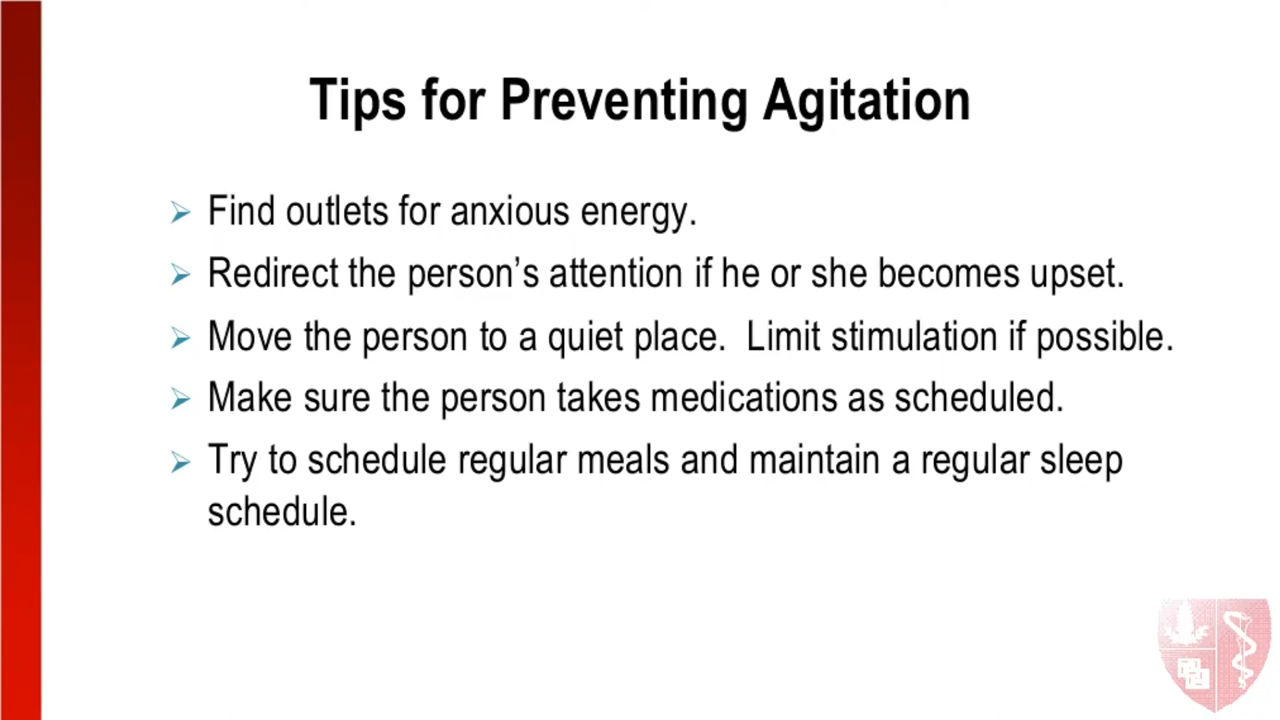 Tips for Preventing Agitation
➢ Find outlets for anxious energy.
➢ Redirect the person’s attention if he or she becomes upset.
➢ Move the person to a quiet place.  Limit stimulation if possible.
➢ Make sure the person takes medications as scheduled.
➢ Try to schedule regular meals and maintain a regular sleep
schedule.